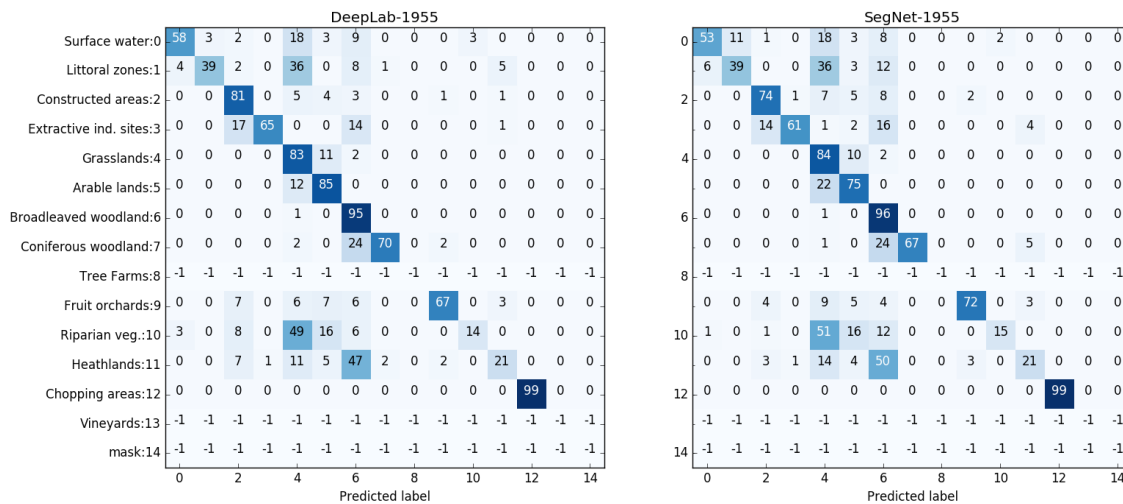 DeepLab-1955
Surface water:0 58 3 2 0 18 3 9 0 0 0 3 0 0 0 0
Littoral zones:1 4 39 2 0 36 0 8 1 0 0 0 5 0 0 0
Constructed areas:2 0 0 81 0 5 4 3 0 0 1 0 1 0 0 0
Extractive ind. sites:3 0 0 17 65 0 0 14 0 0 0 0 1 0 0 0
Grasslands:4 0 0 0 0 83 11 2 0 0 0 0 0 0 0 0
Arable lands:5 0 0 0 0 12 85 0 0 0 0 0 0 0 0 0
Broadleaved woodland:6 0 0 0 0 1 0 95 0 0 0 0 0 0 0 0
Coniferous woodland:7 0 0 0 0 2 0 24 70 0 2 0 0 0 0 0
Tree Farms:8 -1 -1 -1 -1 -1 -1 -1 -1 -1 -1 -1 -1 -1 -1 -1
Fruit orchards:9 0 0 7 0 6 7 6 0 0 67 0 3 0 0 0
Riparian veg.:10 3 0 8 0 49 16 6 0 0 0 14 0 0 0 0
Heathlands:11 0 0 7 1 11 5 47 2 0 2 0 21 0 0 0
Chopping areas:12 0 0 0 0 0 0 0 0 0 0 0 0 99 0 0
Vineyards:13 -1 -1 -1 -1 -1 -1 -1 -1 -1 -1 -1 -1 -1 -1 -1
mask:14 -1 -1 -1 -1 -1 -1 -1 -1 -1 -1 -1 -1 -1 -1 -1
0 2 4 6 8 10 12 14
Predicted label
SegNet-1955
0 53 11 1 0 18 3 8 0 0 0 2 0 0 0 0
6 39 0 0 36 3 12 0 0 0 0 0 0 0 0
2 0 0 74 1 7 5 8 0 0 2 0 0 0 0 0
0 0 14 61 1 2 16 0 0 0 0 4 0 0 0
4 0 0 0 0 84 10 2 0 0 0 0 0 0 0 0
0 0 0 0 22 75 0 0 0 0 0 0 0 0 0
6 0 0 0 0 1 0 96 0 0 0 0 0 0 0 0
0 0 0 0 1 0 24 67 0 0 0 5 0 0 0
8 -1 -1 -1 -1 -1 -1 -1 -1 -1 -1 -1 -1 -1 -1 -1
0 0 4 0 9 5 4 0 0 72 0 3 0 0 0
10 1 0 1 0 51 16 12 0 0 0 15 0 0 0 0
0 0 3 1 14 4 50 0 0 3 0 21 0 0 0
12 0 0 0 0 0 0 0 0 0 0 0 0 99 0 0
-1 -1 -1 -1 -1 -1 -1 -1 -1 -1 -1 -1 -1 -1 -1
14 -1 -1 -1 -1 -1 -1 -1 -1 -1 -1 -1 -1 -1 -1 -1
0 2 4 6 8 10 12 14
Predicted label